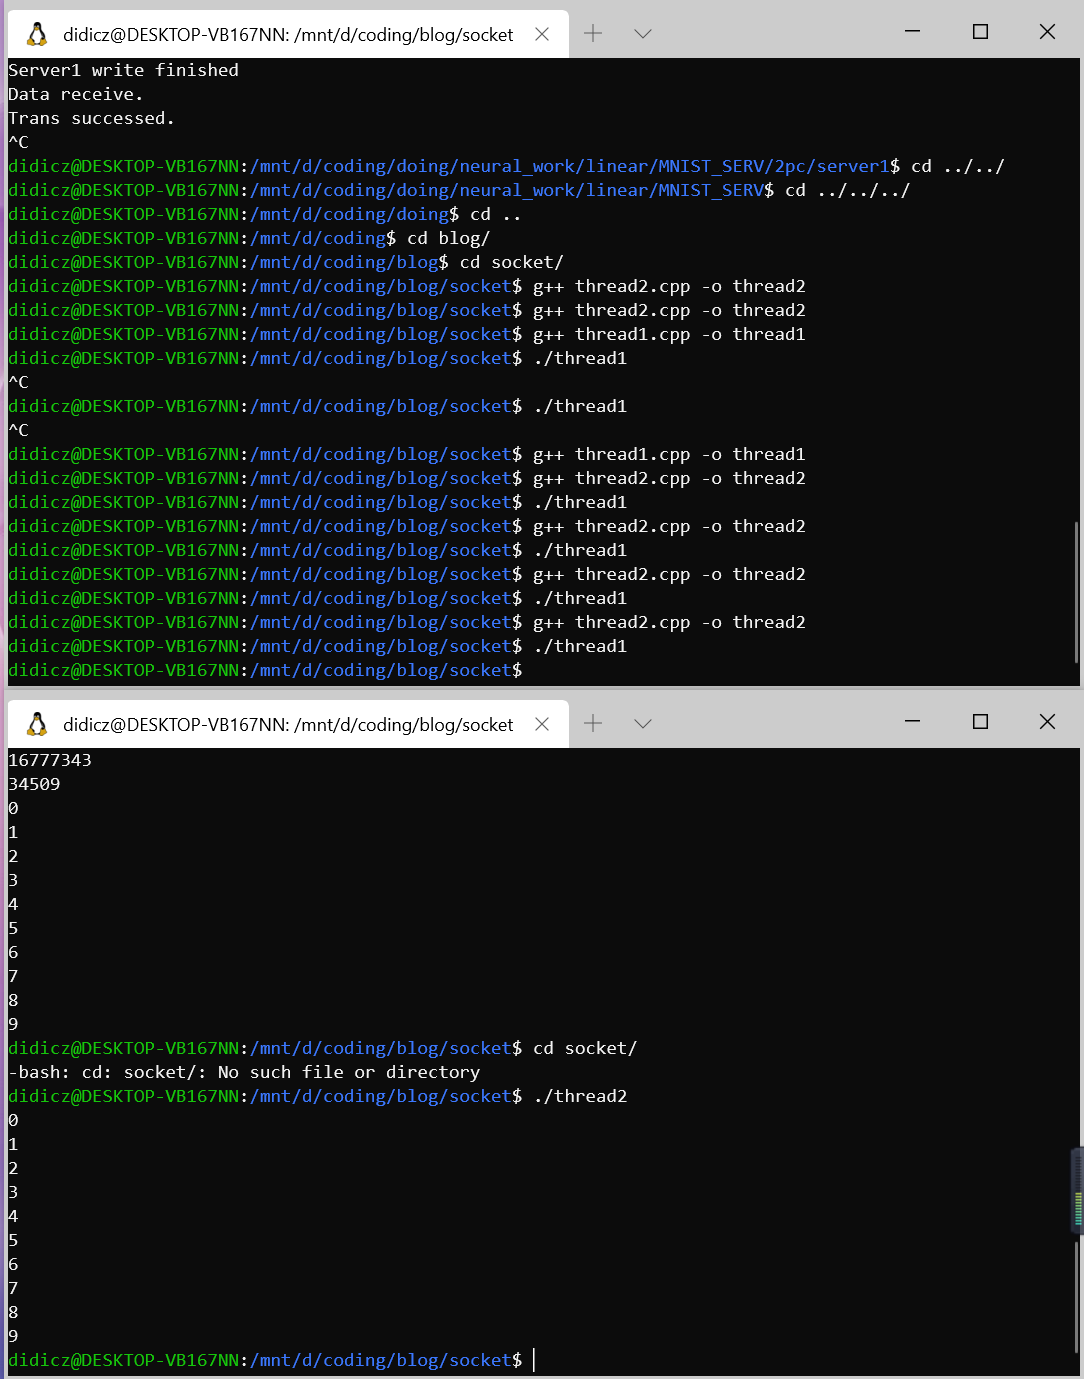 didicz@DESKTOP-VB167NN: /mnt/d/coding/blog/socket
Server1 write finished
Data receive.
Trans successed.
^C
didicz@DESKTOP-VB167NN:/mnt/d/coding/doing/neural_work/linear/MNIST_SERV/2pc/server1$ cd ../../
didicz@DESKTOP-VB167NN:/mnt/d/coding/doing/neural_work/linear/MNIST_SERV$ cd ../../../
didicz@DESKTOP-VB167NN:/mnt/d/coding/doing$ cd ..
didicz@DESKTOP-VB167NN:/mnt/d/coding$ cd blog/
didicz@DESKTOP-VB167NN:/mnt/d/coding/blog$ cd socket/
didicz@DESKTOP-VB167NN:/mnt/d/coding/blog/socket$ g++ thread2.cpp -o thread2
didicz@DESKTOP-VB167NN:/mnt/d/coding/blog/socket$ g++ thread2.cpp -o thread2
didicz@DESKTOP-VB167NN:/mnt/d/coding/blog/socket$ g++ thread1.cpp -o thread1
didicz@DESKTOP-VB167NN:/mnt/d/coding/blog/socket$ ./thread1
^C
didicz@DESKTOP-VB167NN:/mnt/d/coding/blog/socket$ ./thread1
^C
didicz@DESKTOP-VB167NN:/mnt/d/coding/blog/socket$ g++ thread1.cpp -o thread1
didicz@DESKTOP-VB167NN:/mnt/d/coding/blog/socket$ g++ thread2.cpp -o thread2
didicz@DESKTOP-VB167NN:/mnt/d/coding/blog/socket$ ./thread1
didicz@DESKTOP-VB167NN:/mnt/d/coding/blog/socket$ g++ thread2.cpp -o thread2
didicz@DESKTOP-VB167NN:/mnt/d/coding/blog/socket$ ./thread1
didicz@DESKTOP-VB167NN:/mnt/d/coding/blog/socket$ g++ thread2.cpp -o thread2
didicz@DESKTOP-VB167NN:/mnt/d/coding/blog/socket$ ./thread1
didicz@DESKTOP-VB167NN:/mnt/d/coding/blog/socket$ g++ thread2.cpp -o thread2
didicz@DESKTOP-VB167NN:/mnt/d/coding/blog/socket$ ./thread1
didicz@DESKTOP-VB167NN:/mnt/d/coding/blog/socket$
didicz@DESKTOP-VB167NN: /mnt/d/coding/blog/socket
16777343
34509
0
1
2
3
4
5
6
7
8
9
didicz@DESKTOP-VB167NN:/mnt/d/coding/blog/socket$ cd socket/
-bash: cd: socket/: No such file or directory
didicz@DESKTOP-VB167NN:/mnt/d/coding/blog/socket$ ./thread2
0
1
2
3
4
5
6
7
8
9
didicz@DESKTOP-VB167NN:/mnt/d/coding/blog/socket$